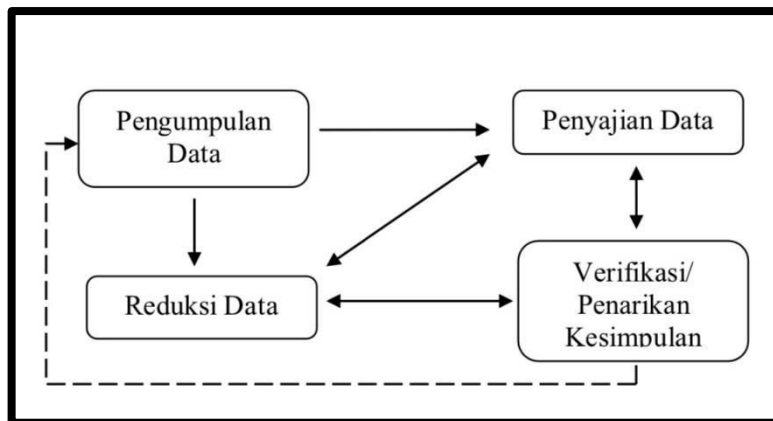 Pengumpulan
Data
Penyajian Data
Reduksi Data
Verifikasi/
Penarikan
Kesimpulan